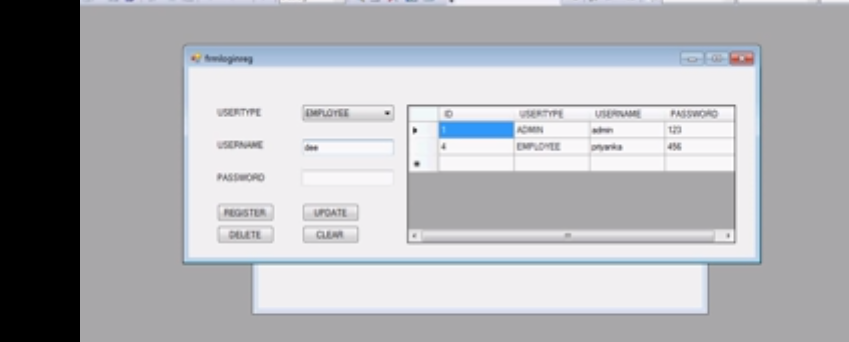 frmloginreg
USERTYPE EMPLOYEE
USERNAME dee
PASSWORD
REGISTER UPDATE
DELETE CLEAR
ID USERTYPE USERNAME PASSWORD
1 ADMIN admin 123
4 EMPLOYEE priyanka 456